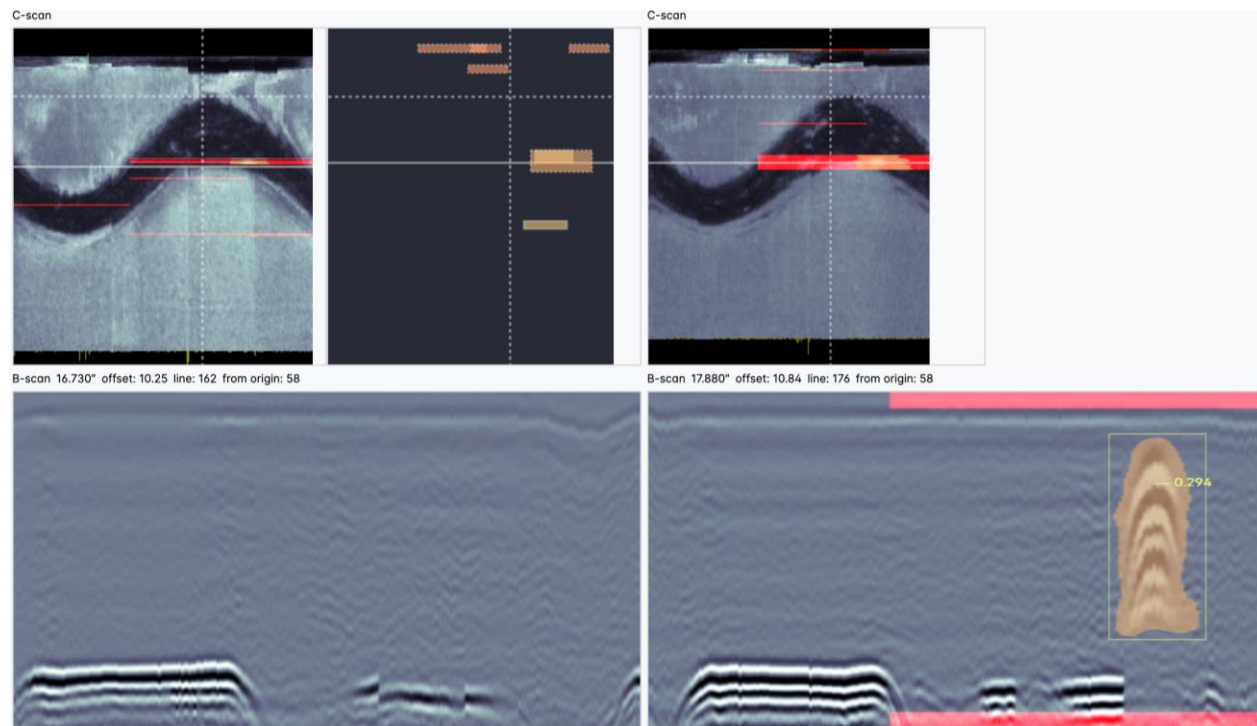 C-scan
C-scan
B-scan 16.730" offset: 10.25 line: 162 from origin: 58
B-scan 17.880" offset: 10.84 line: 176 from origin: 58
0.294